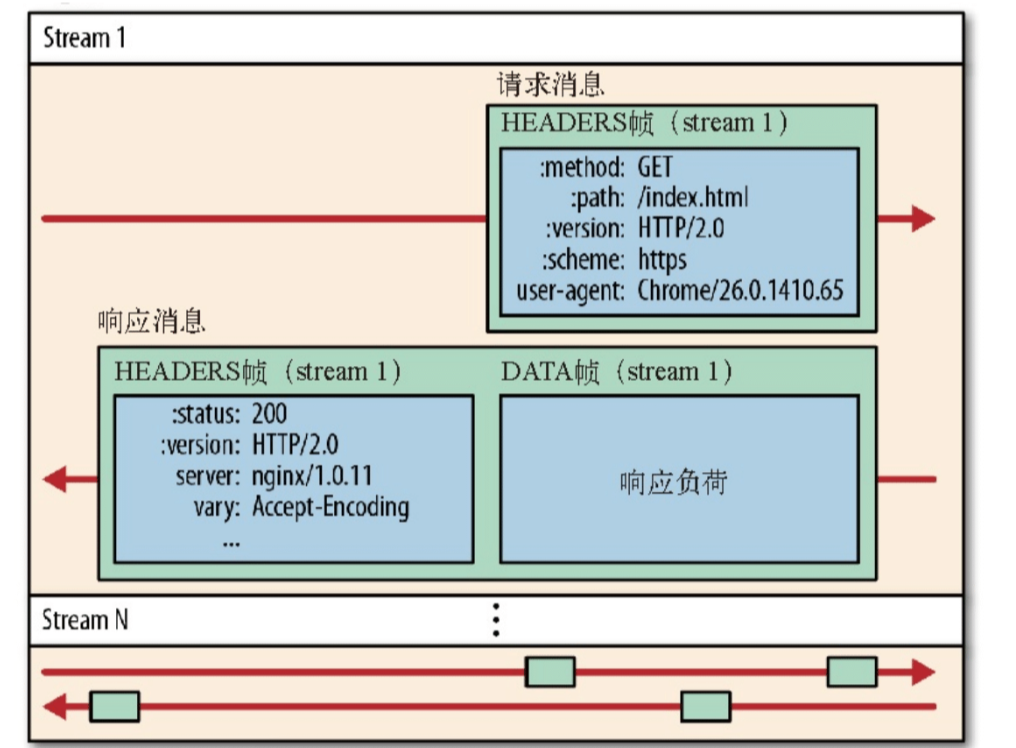 Stream 1
请求消息
HEADERS帧（stream 1）
:method: GET
:path: /index.html
:version: HTTP/2.0
:scheme: https
user-agent: Chrome/26.0.1410.65
响应消息
HEADERS帧（stream 1）
:status: 200
:version: HTTP/2.0
server: nginx/1.0.11
vary: Accept-Encoding
...
DATA帧（stream 1）
响应负荷
Stream N